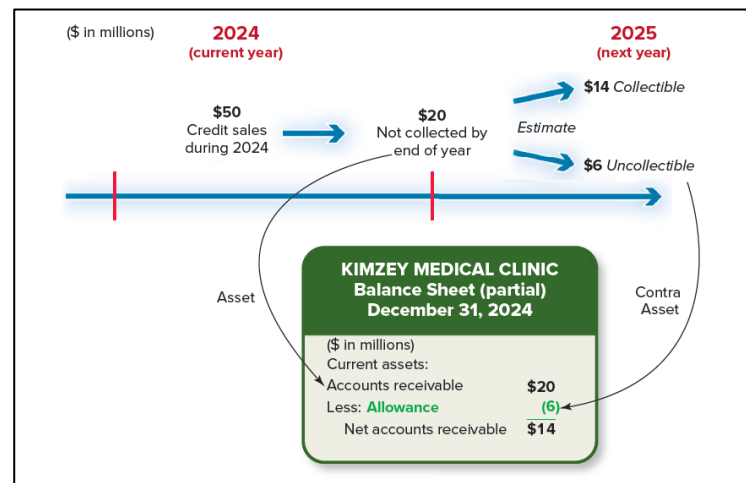 ($ in millions)
2024
(current year)
2025
(next year)
$50
Credit sales
during 2024
$20
Not collected by
end of year
Estimate
$14 Collectible
$6 Uncollectible
Asset
Contra
Asset
KIMZEY MEDICAL CLINIC
Balance Sheet (partial)
December 31, 2024
($ in millions)
Current assets:
Accounts receivable $20
Less: Allowance (6)
Net accounts receivable $14